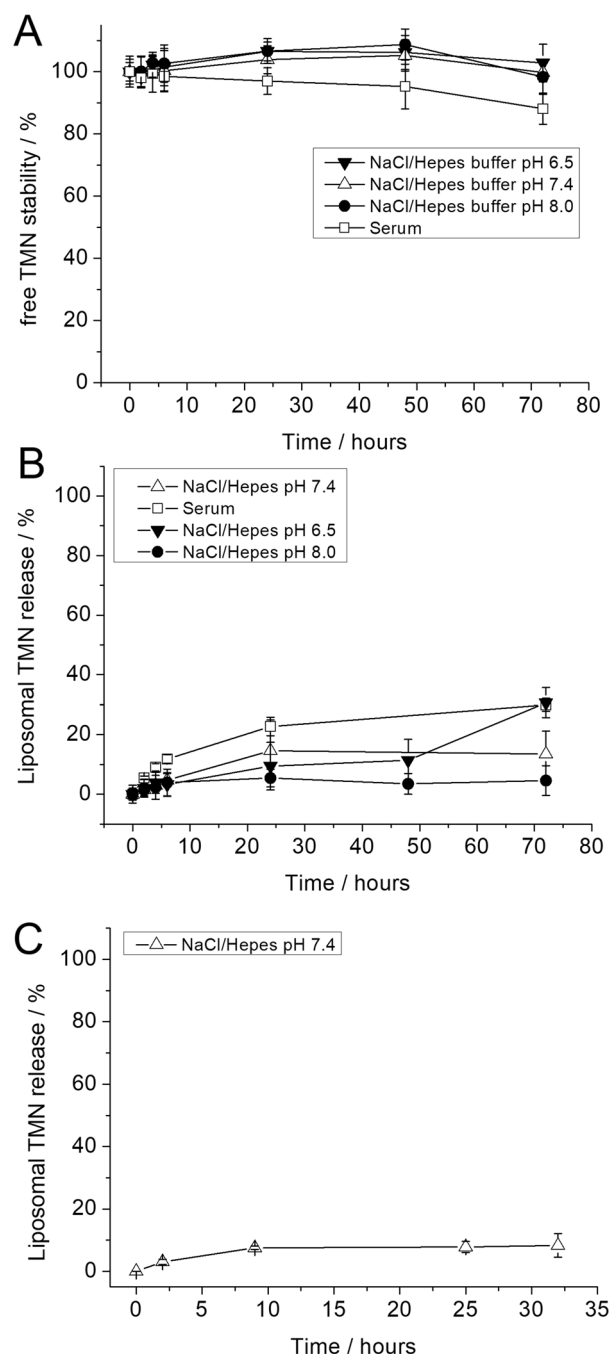 A
free TMN stability / %
100
80
60
40
20
0
NaCl/Hepes buffer pH 6.5
NaCl/Hepes buffer pH 7.4
NaCl/Hepes buffer pH 8.0
Serum
0 10 20 30 40 50 60 70 80
Time / hours
B
Liposomal TMN release / %
100
80
60
40
20
0
NaCl/Hepes pH 7.4
Serum
NaCl/Hepes pH 6.5
NaCl/Hepes pH 8.0
0 10 20 30 40 50 60 70 80
Time / hours
C
Liposomal TMN release / %
100
80
60
40
20
0
NaCl/Hepes pH 7.4
0 5 10 15 20 25 30 35
Time / hours